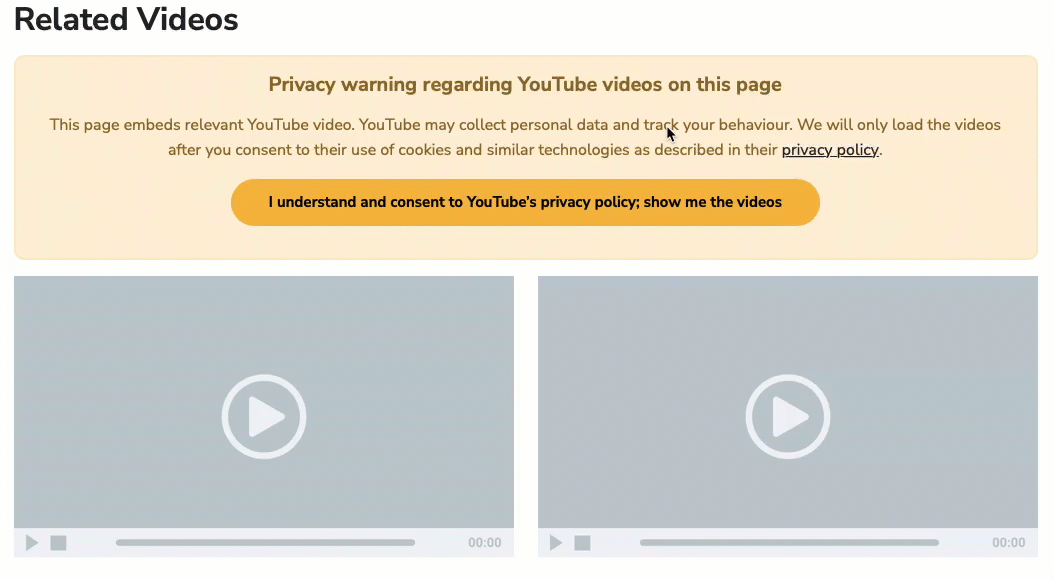 Related Videos
Privacy warning regarding YouTube videos on this page
This page embeds relevant YouTube video. YouTube may collect personal data and track your behaviour. We will only load the videos
after you consent to their use of cookies and similar technologies as described in their privacy policy.
I understand and consent to YouTube's privacy policy; show me the videos
00:00
00:00